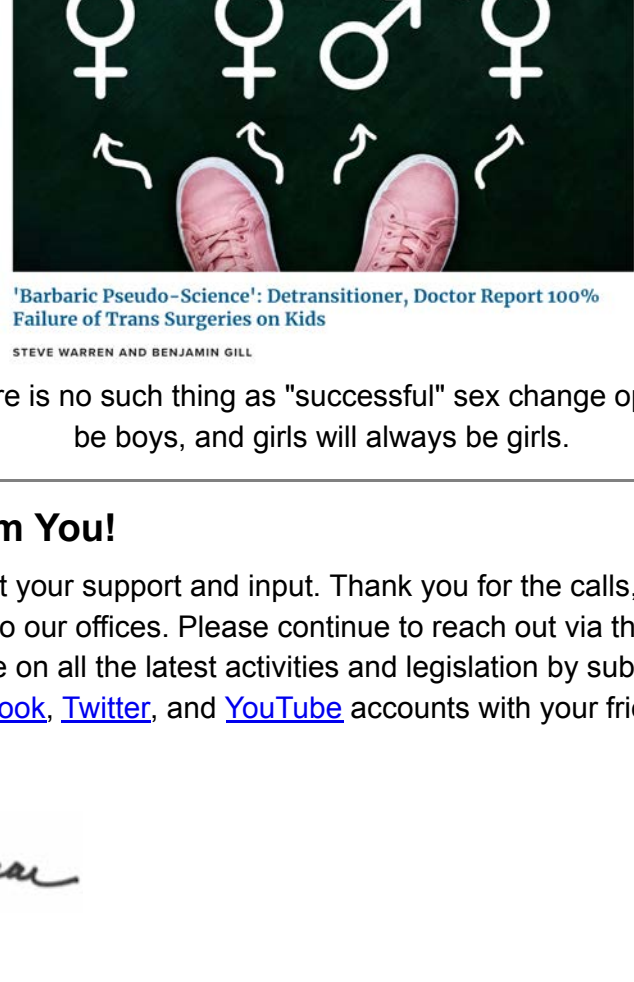 'Barbaric Pseudo-Science': Detransitioner, Doctor Report 100%
Failure of Trans Surgeries on Kids
STEVE WARREN AND BENJAMIN GILL
re is no such thing as "successful" sex change op
be boys, and girls will always be girls.
m You!
t your support and input. Thank you for the calls,
o our offices. Please continue to reach out via th
e on all the latest activities and legislation by sub
ook, Twitter, and YouTube accounts with your frie